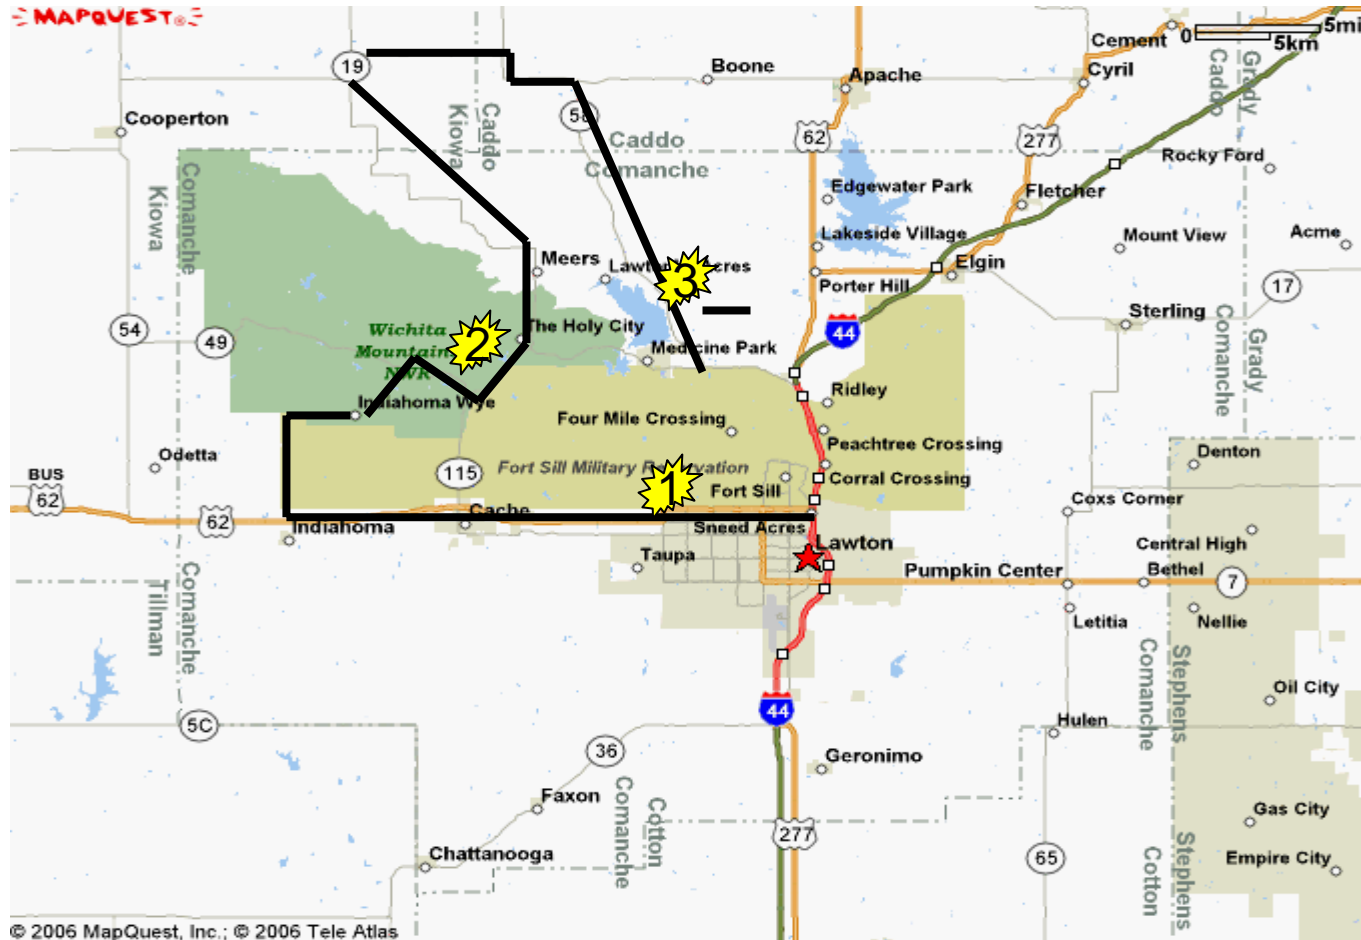 MAPQUEST
0
5mi
5km
Cement
Cyril
Boone
Apache
19
58
62
277
Cooperton
Caddo
Kiowa
Caddo
Comanche
Grady
Caddo
Rocky Ford
Comanche
Kiowa
Edgewater Park
Fletcher
Lakeside Village
Mount View
Acme
Meers
Elgin
Porter Hill
3
17
54
49
Wichita
Mountain
NWR
2
The Holy City
44
Sterling
Comanche
Grady
Medicine Park
Indiahoma Wye
Ridley
Four Mile Crossing
Peachtree Crossing
Odetta
Denton
BUS
62
115
Fort Sill Military Reservation
Corral Crossing
1
Fort Sill
Coxs Corner
62
Indiahoma
Cache
Sneed Acres
Lawton
Central High
Taupa
Pumpkin Center
Bethel
7
Comanche
Tillman
Letitia
Nellie
Stephens
Comanche
Oil City
5C
44
Hulen
36
Geronimo
Faxon
Cotton
Comanche
277
Gas City
Chattanooga
65
Empire City
Stephens
Cotton
© 2006 MapQuest, Inc.; © 2006 Tele Atlas